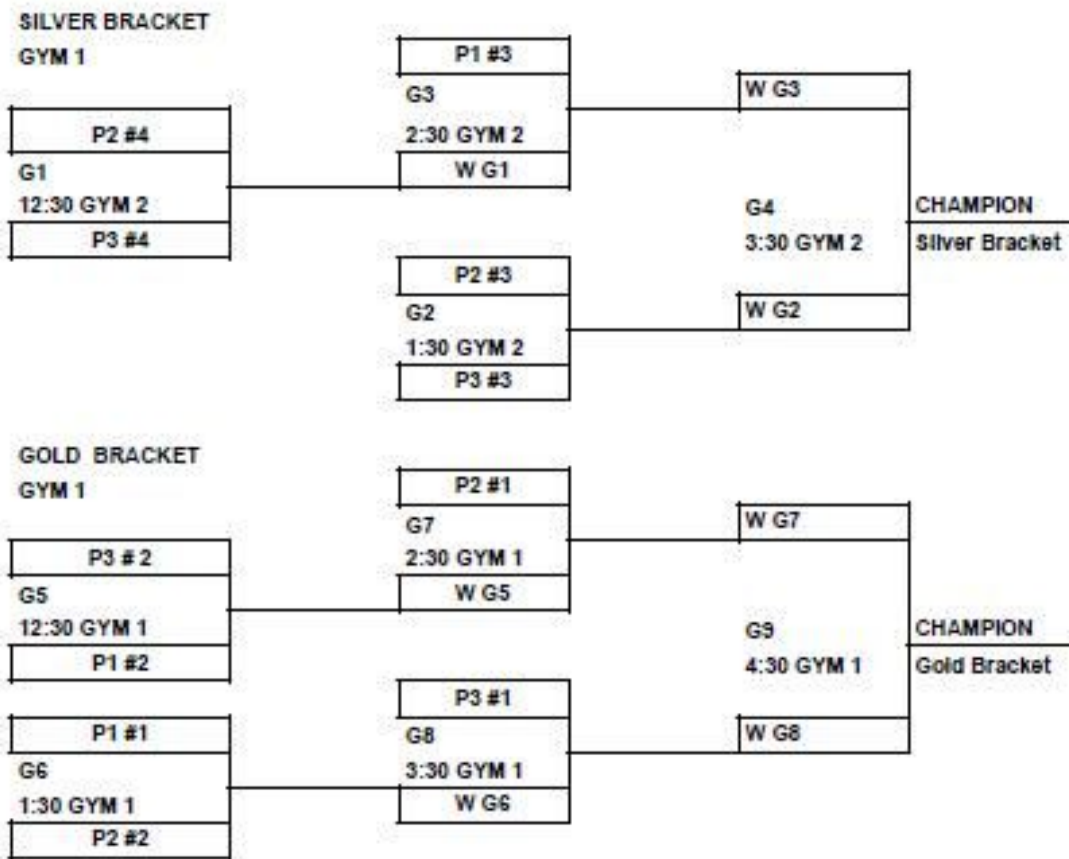 SILVER BRACKET
GYM 1
P2 #4
G1
12:30 GYM 2
P3 #4
P1 #3
G3
2:30 GYM 2
W G1
P2 #3
G2
1:30 GYM 2
P3 #3
W G3
G4
3:30 GYM 2
W G2
CHAMPION
Silver Bracket
GOLD BRACKET
GYM 1
P3 # 2
G5
12:30 GYM 1
P1 #2
P1 #1
G6
1:30 GYM 1
P2 #2
P2 #1
G7
2:30 GYM 1
W G5
P3 #1
G8
3:30 GYM 1
W G6
W G7
G9
4:30 GYM 1
W G8
CHAMPION
Gold Bracket